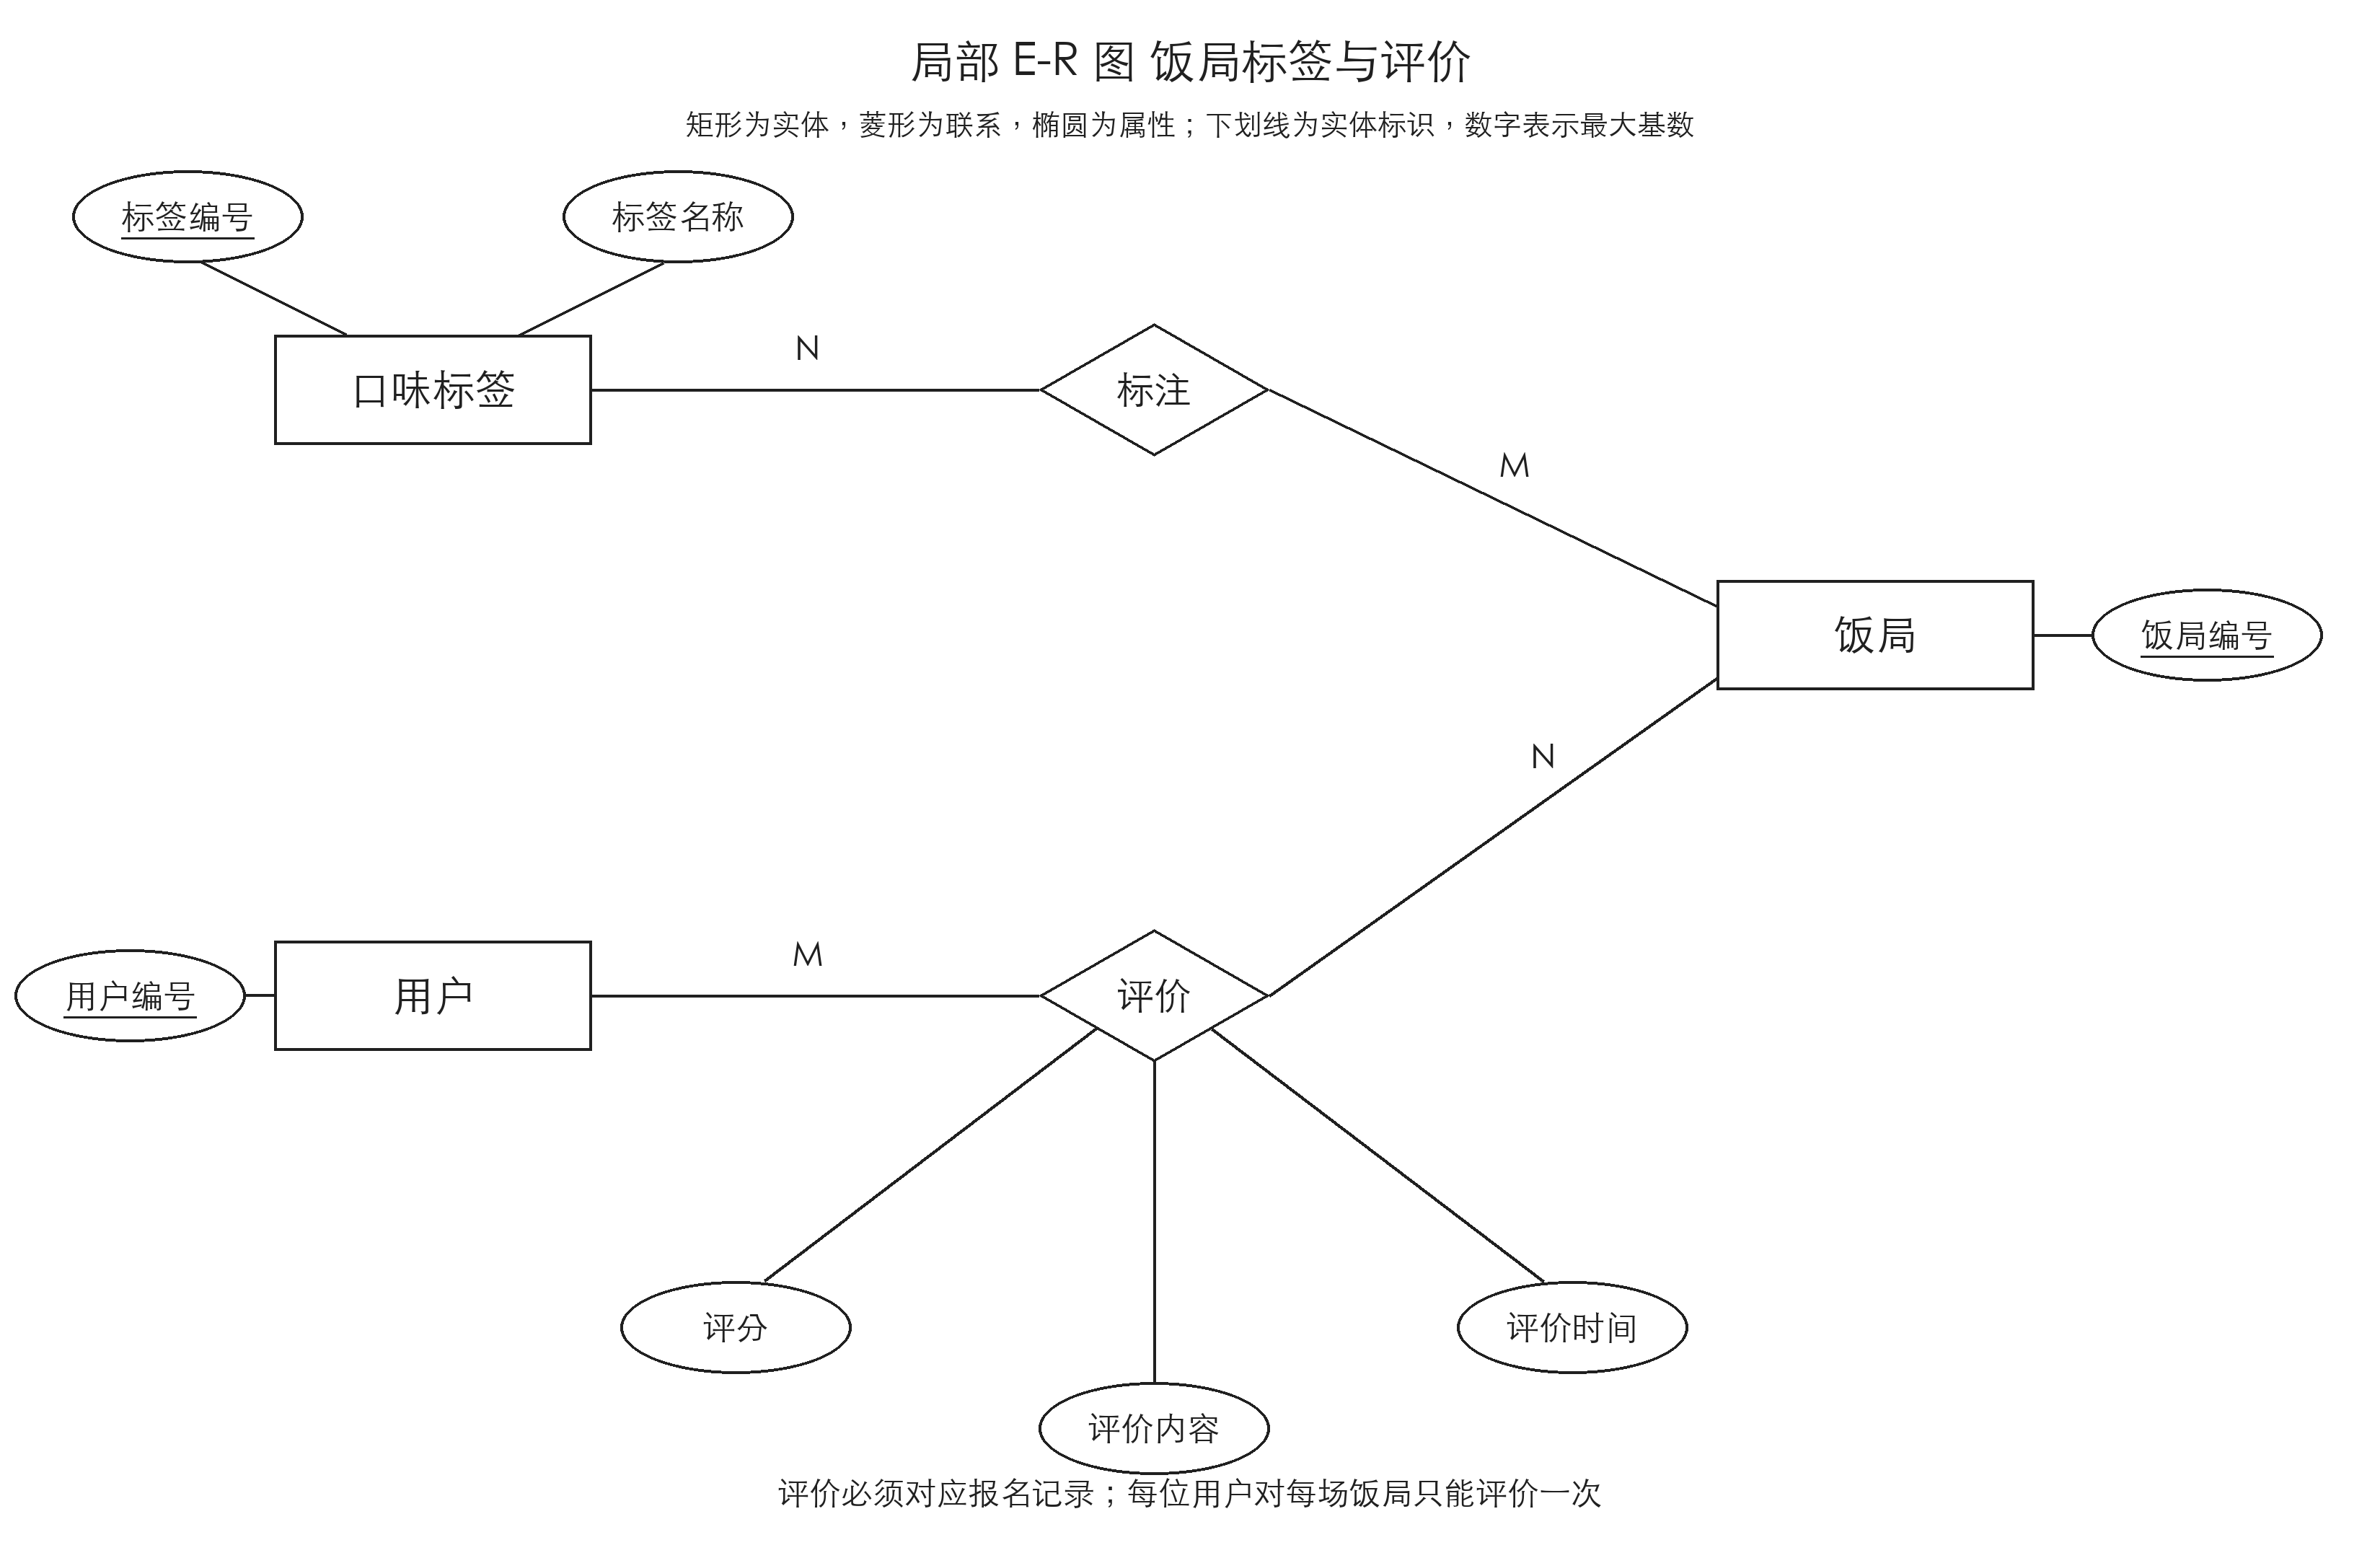 局部 E-R 图 饭局标签与评价
矩形为实体，菱形为联系，椭圆为属性；下划线为实体标识，数字表示最大基数
标签编号
标签名称
口味标签
N
标注
M
饭局
饭局编号
N
用户编号
用户
M
评价
评分
评价时间
评价内容
评价必须对应报名记录；每位用户对每场饭局只能评价一次